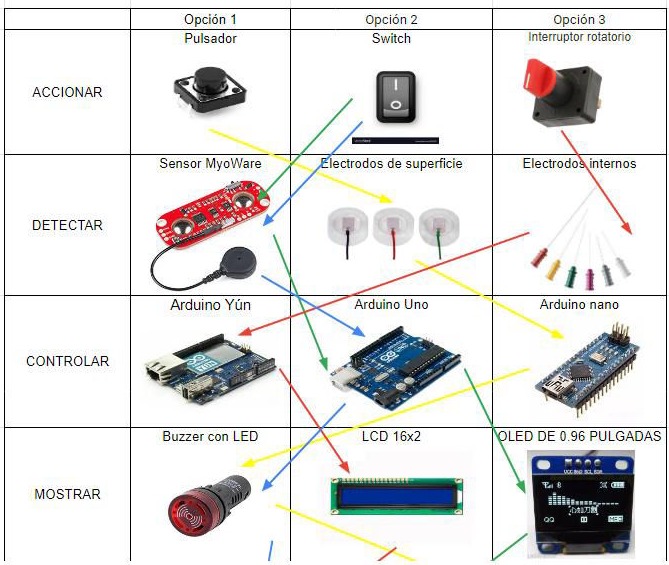 Opción 1 Opción 2 Opción 3
Pulsador Switch Interruptor rotatorio
ACCIONAR
Sensor MyoWare Electrodos de superficie Electrodos internos
DETECTAR
Arduino Yún Arduino Uno Arduino nano
CONTROLAR
UNO
Buzzer con LED LCD 16x2 OLED DE 0.96 PULGADAS
MOSTRAR